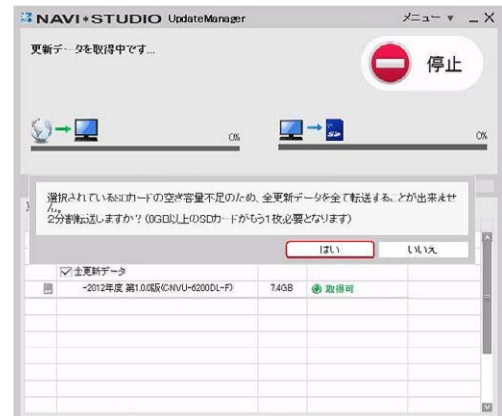 NAVI*STUDIO UpdateManager
メニュー ▼ _ X
更新データを取得中です...
停止
0%
0%
選択されているSDカードの空き容量不足のため、全更新データを全て転送することが出来ませ
ん。
2分割転送しますか?(8GB以上のSDカードがもう1枚必要となります)
はい
いいえ
全更新データ
-2012年度 第1.0.0版(CNVU-6200DL-F)
7.4GB
取得可